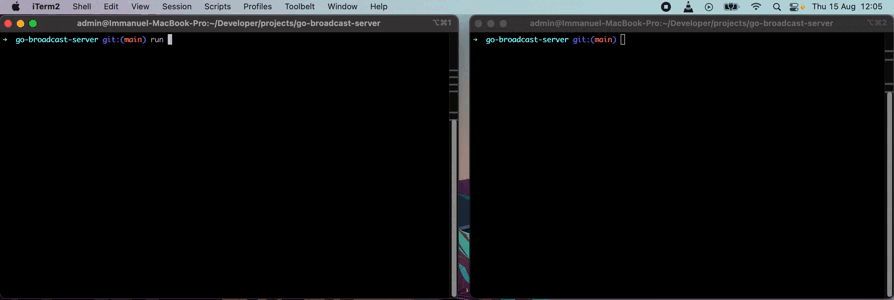 iTerm2 Shell Edit View Session Scripts Profiles Toolbelt Window Help Thu 15 Aug 12:05
admin@Immanuel-MacBook-Pro:~/Developer/projects/go-broadcast-server ⌥⌘1
➜ go-broadcast-server git:(main) run
admin@Immanuel-MacBook-Pro:~/Developer/projects/go-broadcast-server ⌥⌘2
➜ go-broadcast-server git:(main)